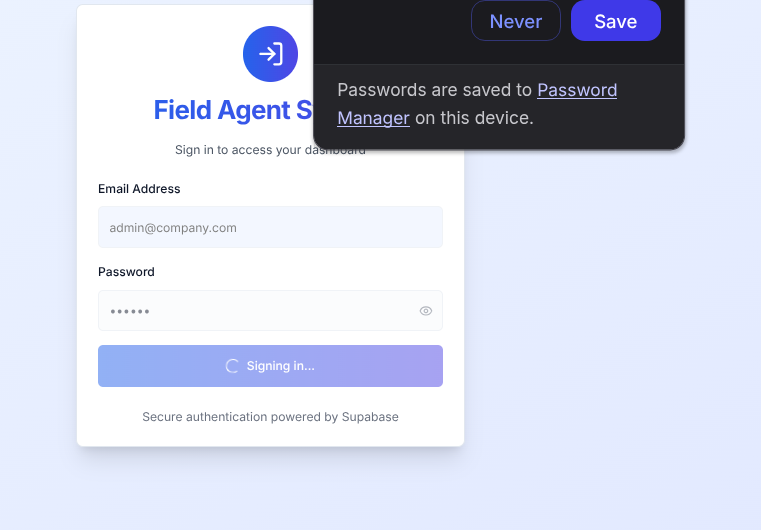 Never
Save
Passwords are saved to Password
Manager on this device.
Field Agent S
Sign in to access your dashboard
Email Address
admin@company.com
Password
••••••
Signing in...
Secure authentication powered by Supabase